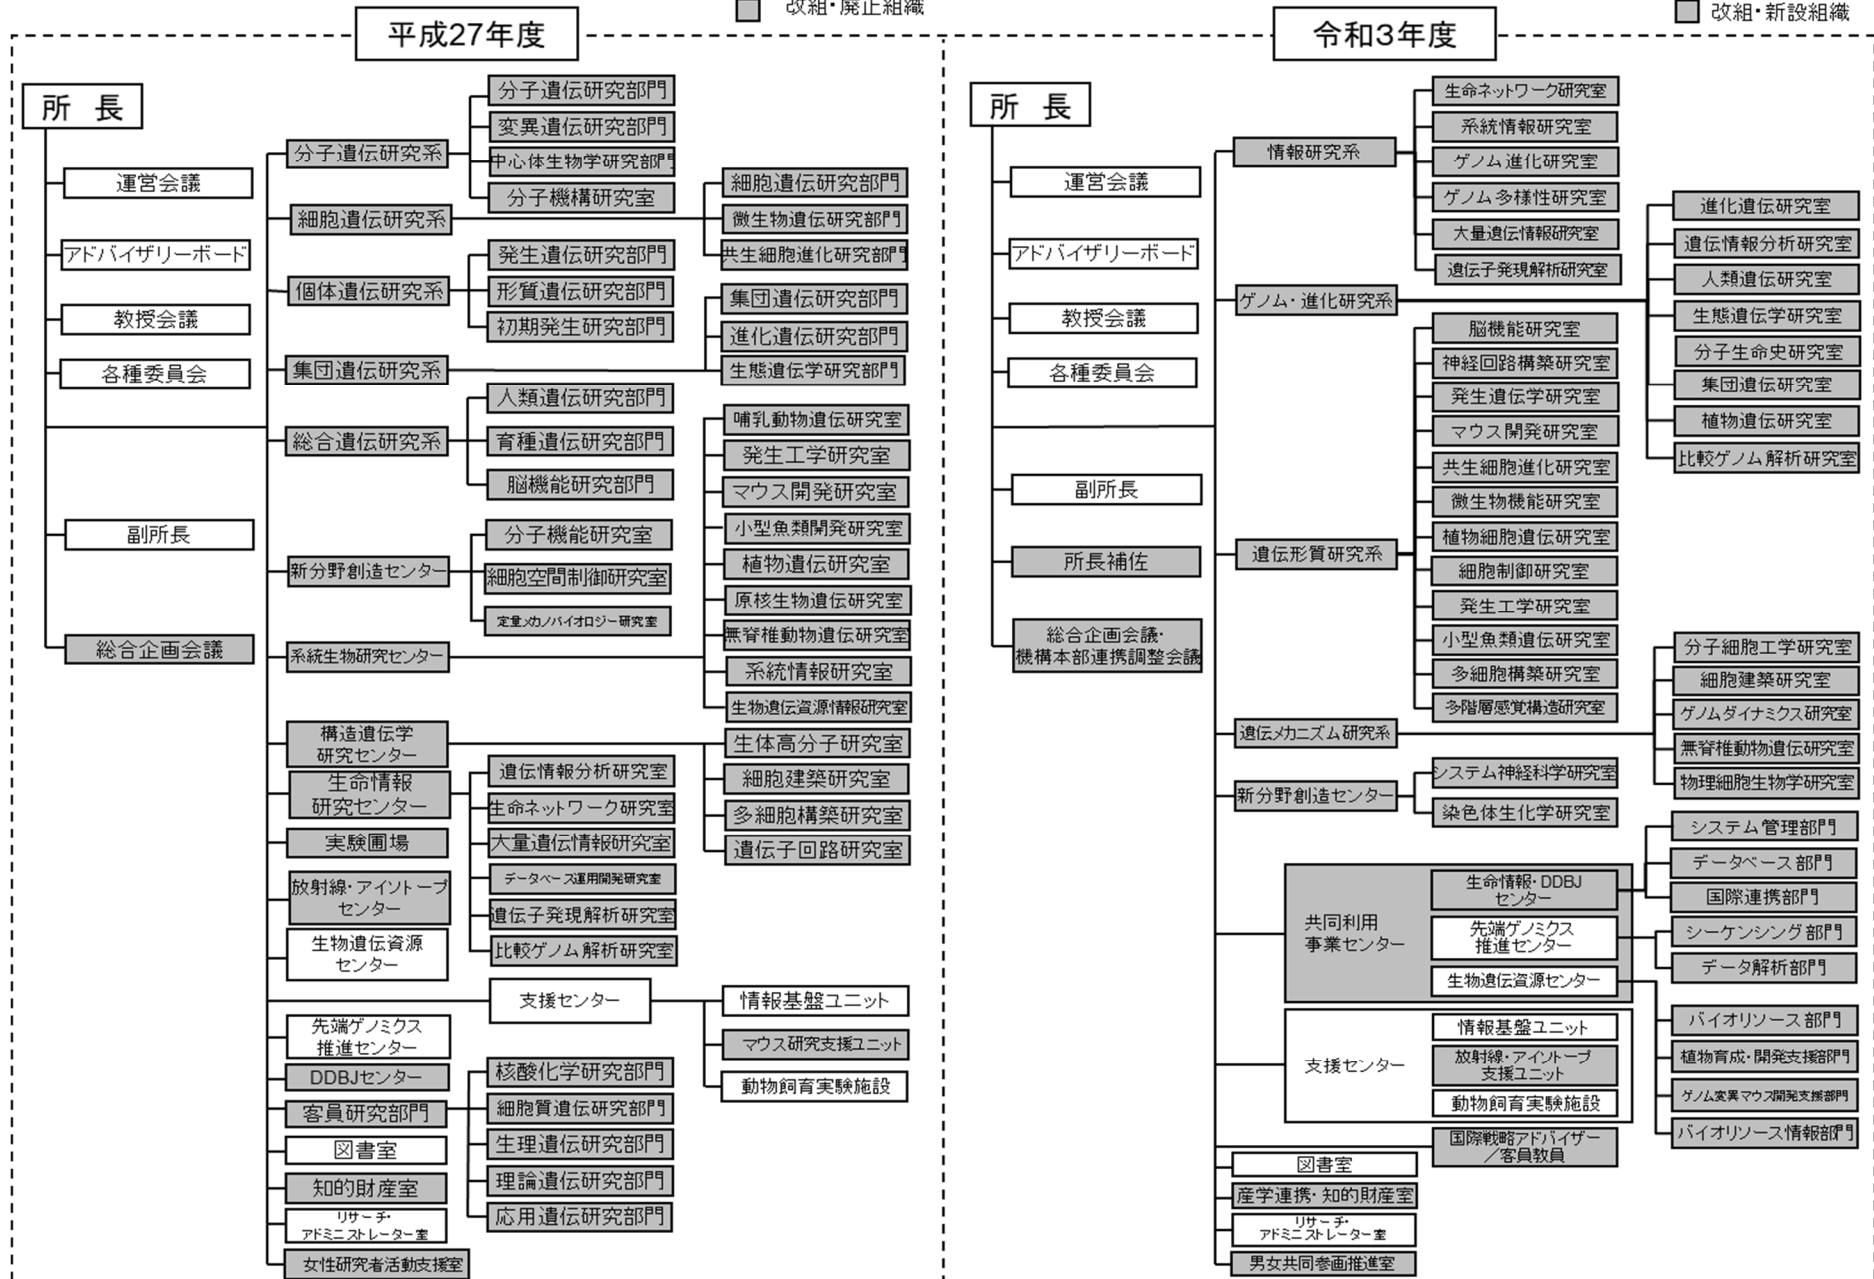 改組・廃止組織
平成27年度
所 長
運営会議
アドバイザリーボード
教授会議
各種委員会
副所長
総合企画会議
分子遺伝研究系
分子遺伝研究部門
変異遺伝研究部門
中心体生物学研究部門
分子機構研究室
細胞遺伝研究系
細胞遺伝研究部門
微生物遺伝研究部門
共生細胞進化研究部門
個体遺伝研究系
発生遺伝研究部門
形質遺伝研究部門
初期発生研究部門
集団遺伝研究系
集団遺伝研究部門
進化遺伝研究部門
生態遺伝学研究部門
総合遺伝研究系
人類遺伝研究部門
育種遺伝研究部門
脳機能研究部門
新分野創造センター
分子機能研究室
細胞空間制御研究室
定量メカノバイオロジー研究室
系統生物研究センター
哺乳動物遺伝研究室
発生工学研究室
マウス開発研究室
小型魚類開発研究室
植物遺伝研究室
原核生物遺伝研究室
無脊椎動物遺伝研究室
系統情報研究室
生物遺伝資源情報研究室
構造遺伝学
研究センター
生体高分子研究室
細胞建築研究室
多細胞構築研究室
遺伝子回路研究室
生命情報
研究センター
遺伝情報分析研究室
生命ネットワーク研究室
大量遺伝情報研究室
データベース運用開発研究室
遺伝子発現解析研究室
比較ゲノム解析研究室
実験圃場
放射線・アイソトープ
センター
生物遺伝資源
センター
支援センター
情報基盤ユニット
マウス研究支援ユニット
動物飼育実験施設
先端ゲノミクス
推進センター
DDBJセンター
客員研究部門
核酸化学研究部門
細胞質遺伝研究部門
生理遺伝研究部門
理論遺伝研究部門
応用遺伝研究部門
図書室
知的財産室
リサーチ・
アドミニストレーター室
女性研究者活動支援室
改組・新設組織
令和3年度
所 長
運営会議
アドバイザリーボード
教授会議
各種委員会
副所長
所長補佐
総合企画会議・
機構本部連携調整会議
情報研究系
生命ネットワーク研究室
系統情報研究室
ゲノム進化研究室
ゲノム多様性研究室
大量遺伝情報研究室
遺伝子発現解析研究室
ゲノム・進化研究系
進化遺伝研究室
遺伝情報分析研究室
人類遺伝研究室
生態遺伝学研究室
分子生命史研究室
集団遺伝研究室
植物遺伝研究室
比較ゲノム解析研究室
遺伝形質研究系
脳機能研究室
神経回路構築研究室
発生遺伝学研究室
マウス開発研究室
共生細胞進化研究室
微生物機能研究室
植物細胞遺伝研究室
細胞制御研究室
発生工学研究室
小型魚類遺伝研究室
多細胞構築研究室
多階層感覚構造研究室
遺伝メカニズム研究系
分子細胞工学研究室
細胞建築研究室
ゲノムダイナミクス研究室
無脊椎動物遺伝研究室
物理細胞生物学研究室
新分野創造センター
システム神経科学研究室
染色体生化学研究室
共同利用
事業センター
生命情報・DDBJ
センター
システム管理部門
データベース部門
国際連携部門
先端ゲノミクス
推進センター
シーケンシング部門
データ解析部門
生物遺伝資源センター
バイオリソース部門
植物育成・開発支援部門
ゲノム変異マウス開発支援部門
バイオリソース情報部門
支援センター
情報基盤ユニット
放射線・アイソトープ
支援ユニット
動物飼育実験施設
国際戦略アドバイザー
／客員教員
図書室
産学連携・知的財産室
リサーチ・
アドミニストレーター室
男女共同参画推進室